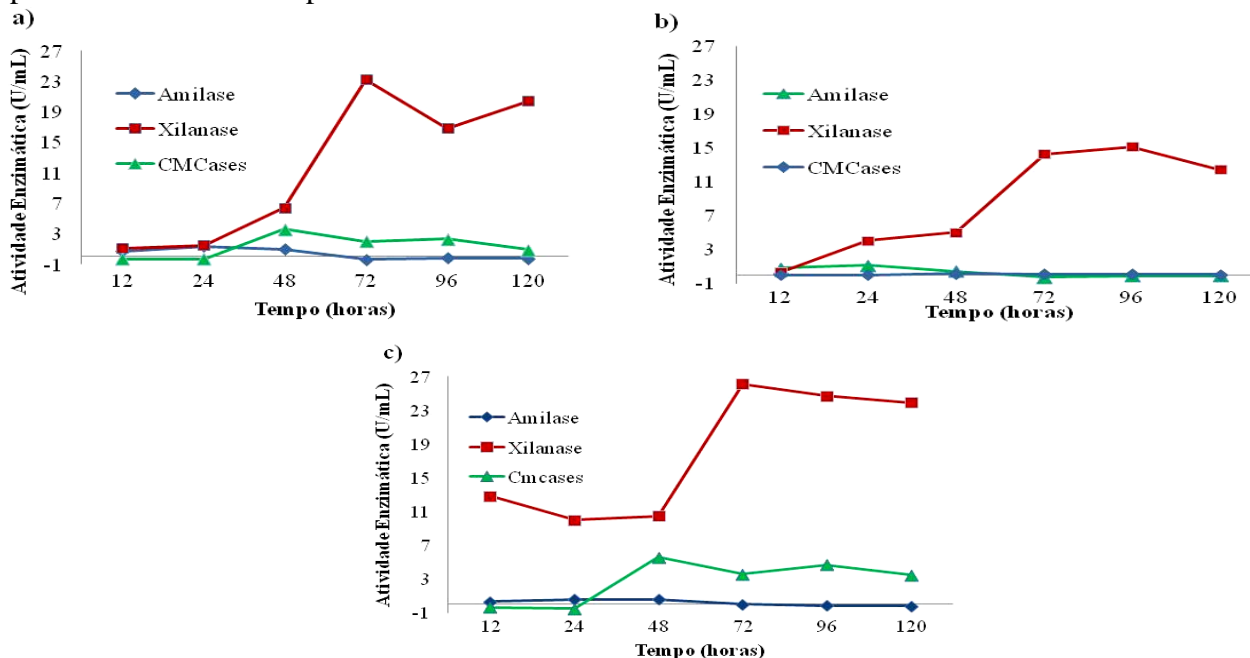 a)
Atividade Enzimática (U/mL)
27
23
19
15
11
7
3
-1
Amilase
Xilanase
CMCases
12 24 48 72 96 120
Tempo (horas)
b)
Atividade Enzimática (U/mL)
27
23
19
15
11
7
3
-1
Amilase
Xilanase
CMCases
12 24 48 72 96 120
Tempo (horas)
c)
Atividade Enzimática (U/mL)
27
23
19
15
11
7
3
-1
Amilase
Xilanase
Cmcases
12 24 48 72 96 120
Tempo (horas)